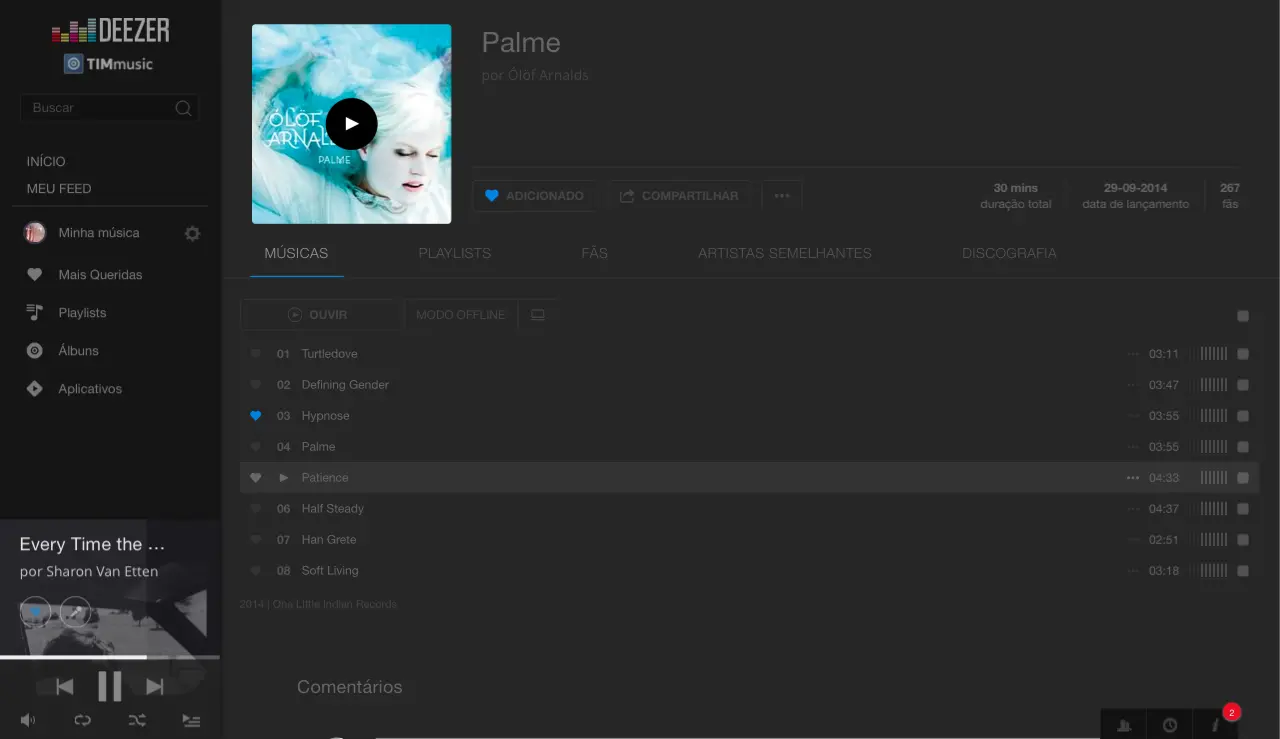 DEEZER
TIMmusic
Buscar
INÍCIO
MEU FEED
Minha música
Mais Queridas
Playlists
Álbuns
Aplicativos
Every Time the ...
por Sharon Van Etten
ÓLÖF
ARNAL
PALME
Palme
por Ólöf Arnalds
ADICIONADO
COMPARTILHAR
30 mins
duração total
29-09-2014
data de lançamento
267
fãs
MÚSICAS
PLAYLISTS
FÃS
ARTISTAS SEMELHANTES
DISCOGRAFIA
OUVIR
MODO OFFLINE
01 Turtledove 03:11
02 Defining Gender 03:47
03 Hypnose 03:55
04 Palme 03:55
Patience 04:33
06 Half Steady 04:37
07 Han Grete 02:51
08 Soft Living 03:18
2014 | One Little Indian Records
Comentários
2